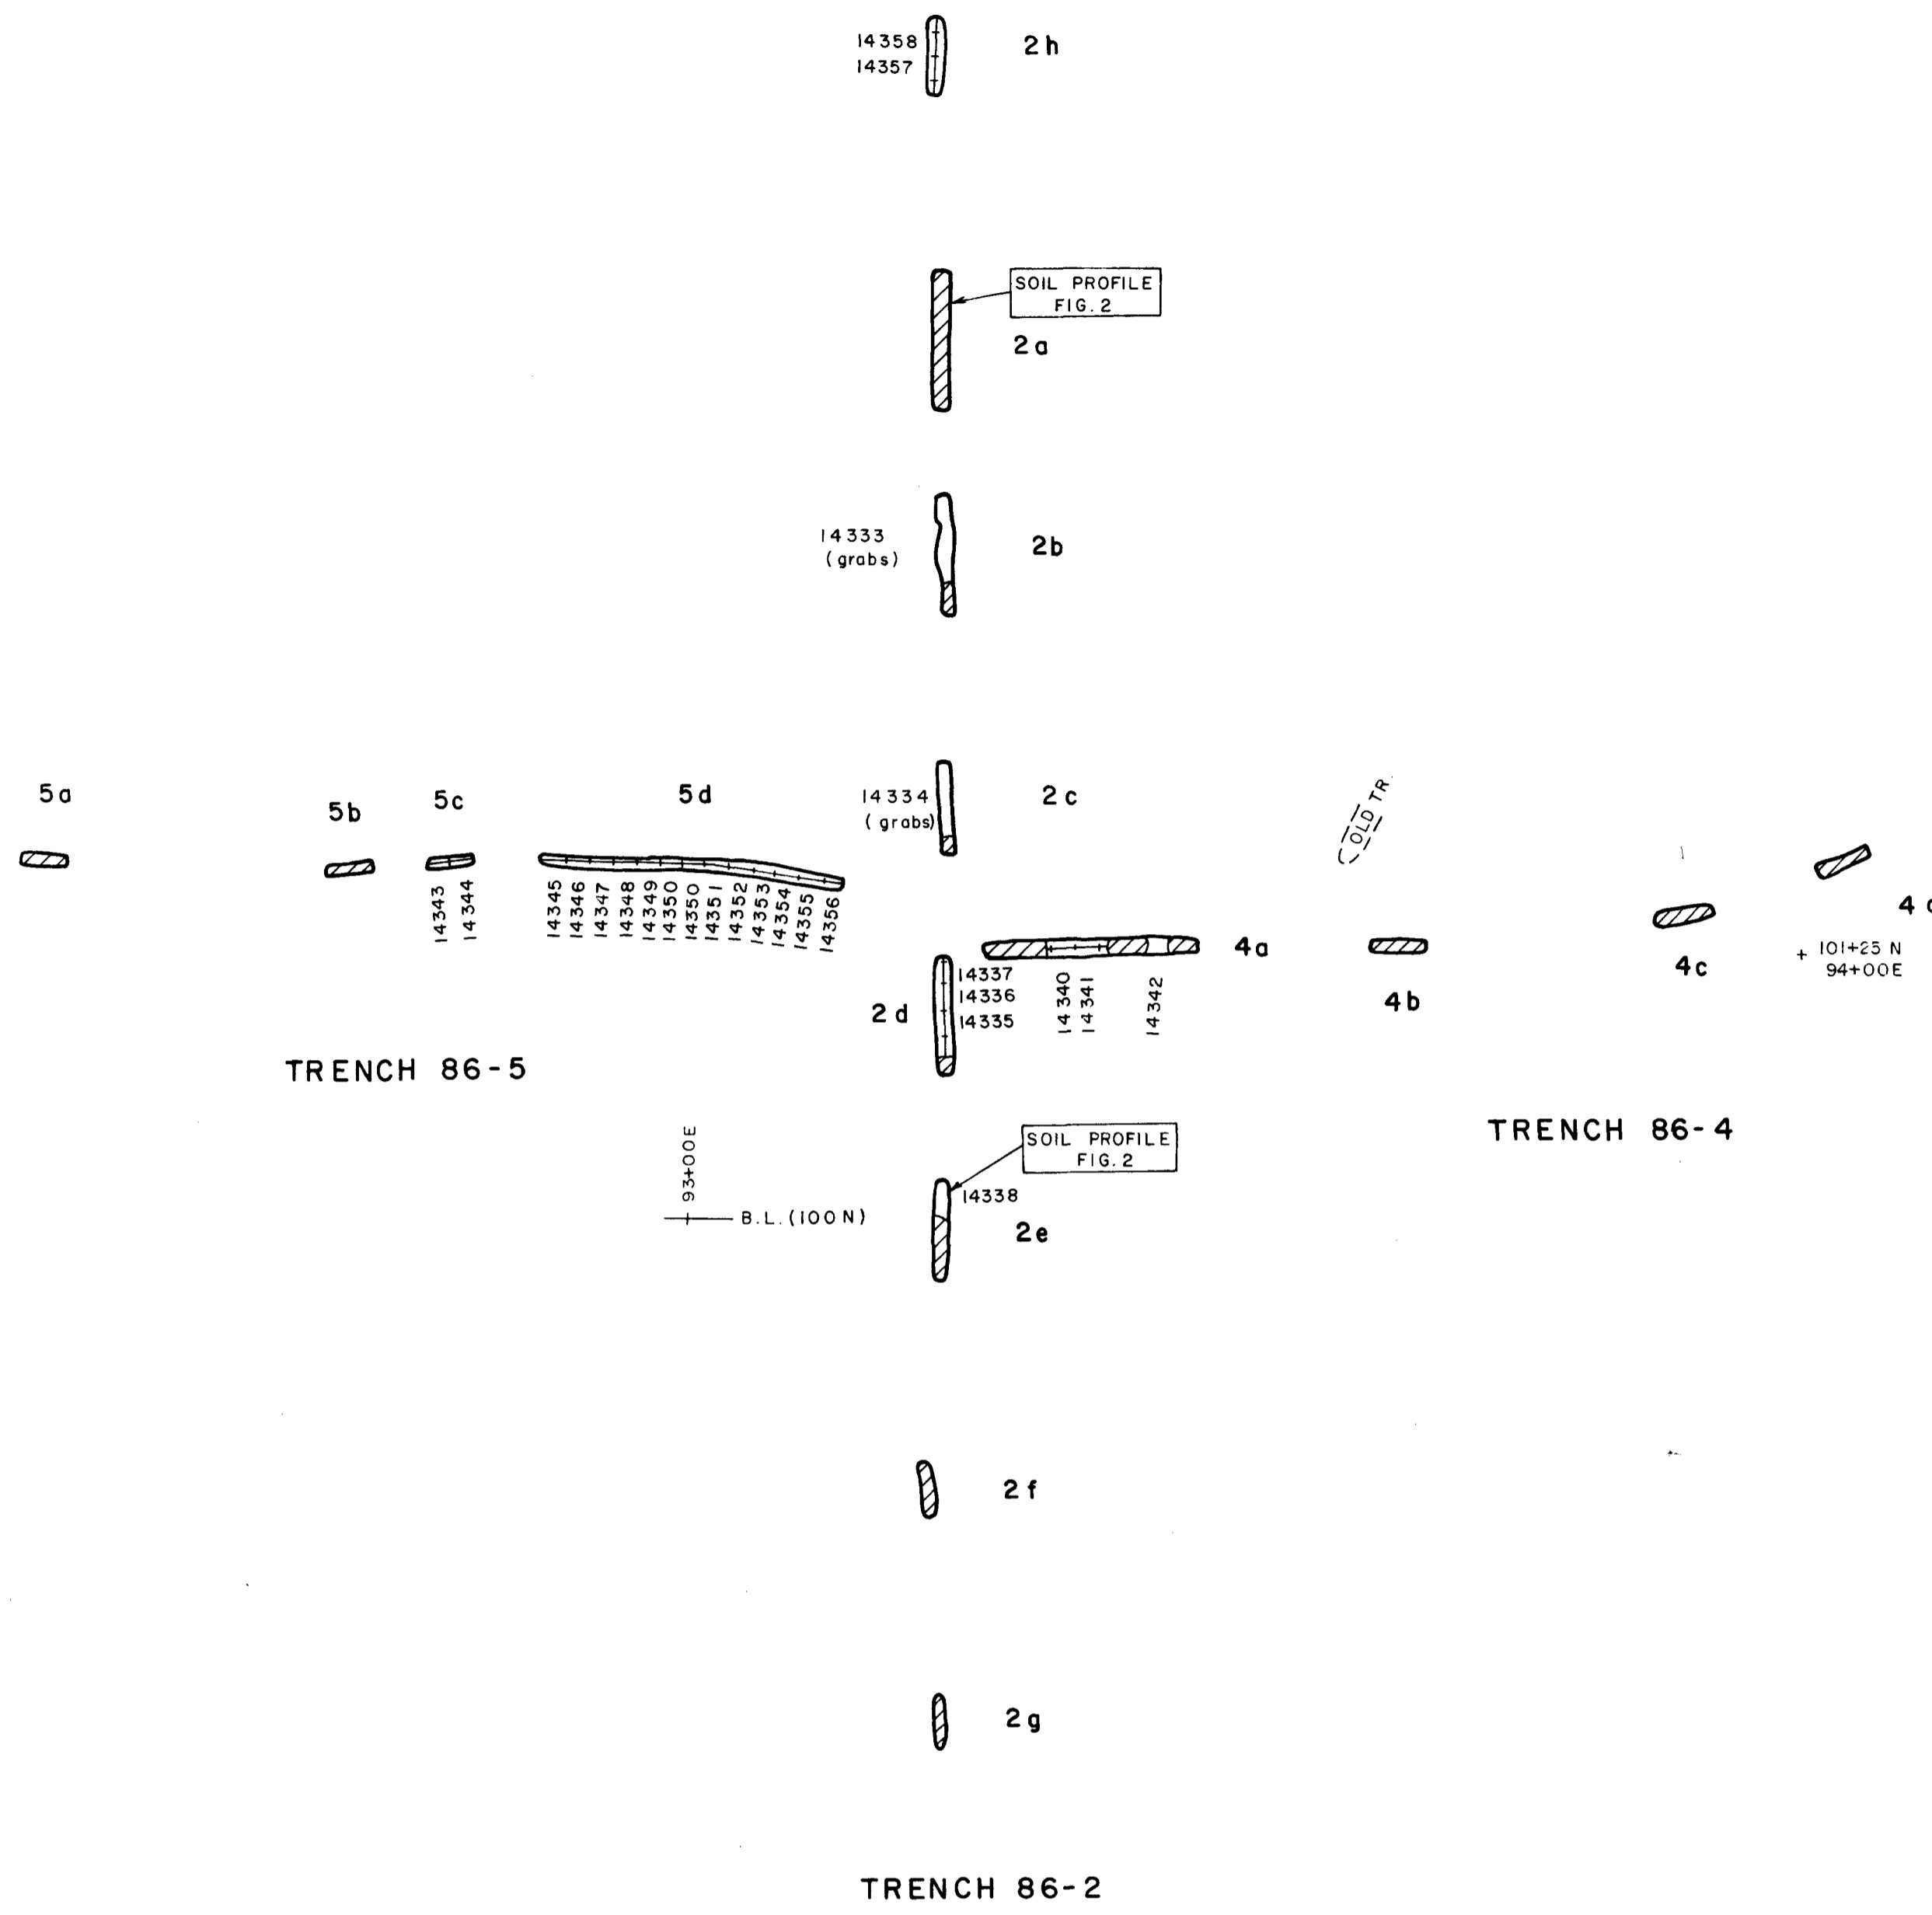 14358
14357
2h
SOIL PROFILE
FIG. 2
2a
14333
(grabs)
2b
5a
5b
5c
5d
14334
(grabs)
2c
OLD TR.
14343
14344
14345
14346
14347
14348
14349
14350
14350
14351
14352
14353
14354
14355
14356
4a
14337
14336
14335
2d
14340
14341
14342
4b
4c
4
+ 101+25 N
94+00E
TRENCH 86-5
TRENCH 86-4
93+00E
B.L. (100N)
SOIL PROFILE
FIG. 2
14338
2e
2f
2g
TRENCH 86-2